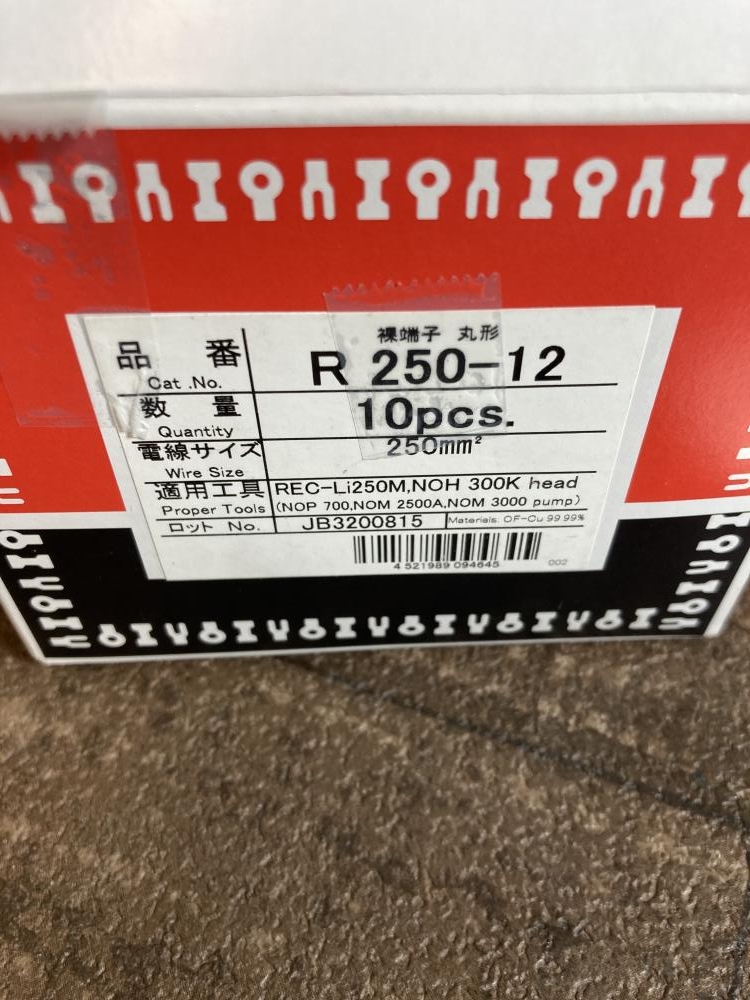 裸端子 丸形
品 番 R 250-12
Cat .No.
数 量 10pcs.
Quantity
電線サイズ 250mm²
Wire Size
適用工具 REC-Li250M,NOH 300K head
Proper Tools (NOP 700,NOM 2500A,NOM 3000 pump)
ロット No. JB3200815 Materials. OF-Cu 99.99%
4 521989 094645 002